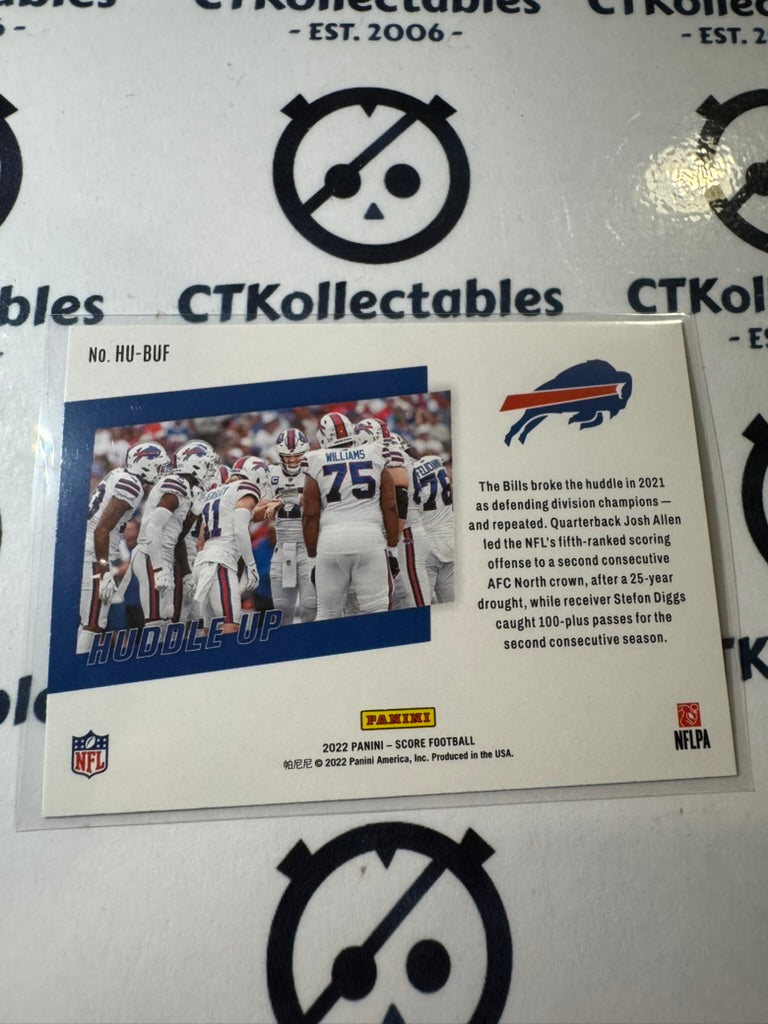 CTKollectables
- EST. 2006 -
CTKollectables
No. HU-BUF
WILLIAMS
75
11
76
HUDDLE UP
The Bills broke the huddle in 2021
as defending division champions —
and repeated. Quarterback Josh Allen
led the NFL's fifth-ranked scoring
offense to a second consecutive
AFC North crown, after a 25-year
drought, while receiver Stefon Diggs
caught 100-plus passes for the
second consecutive season.
PANINI
2022 PANINI – SCORE FOOTBALL
帕尼尼 © 2022 Panini America, Inc. Produced in the USA.
NFL
NFLPA